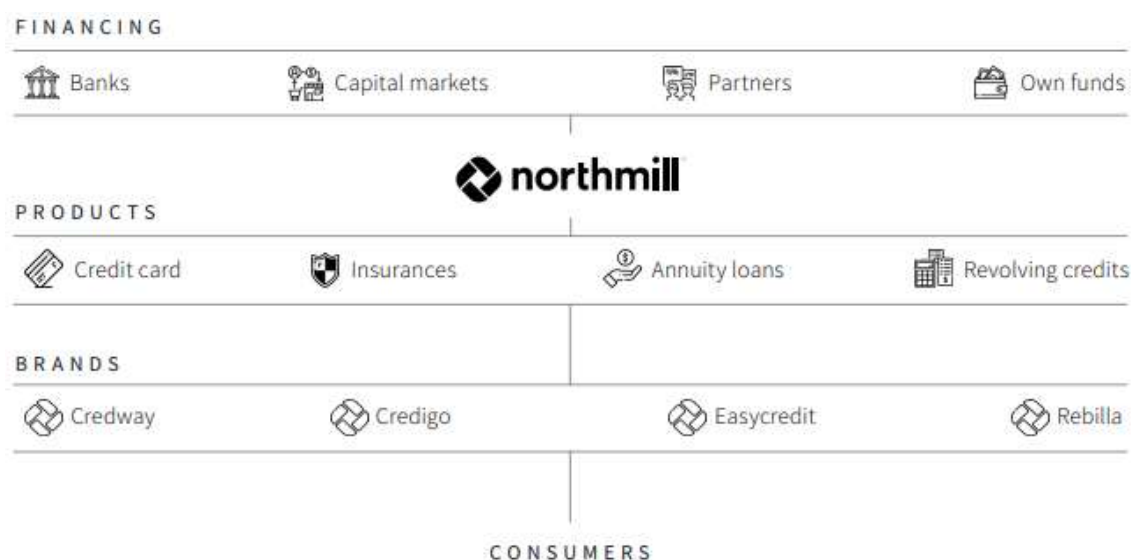 FINANCING
Banks Capital markets Partners Own funds
northmill
PRODUCTS
Credit card Insurances Annuity loans Revolving credits
BRANDS
Credway Credigo Easycredit Rebilla
CONSUMERS